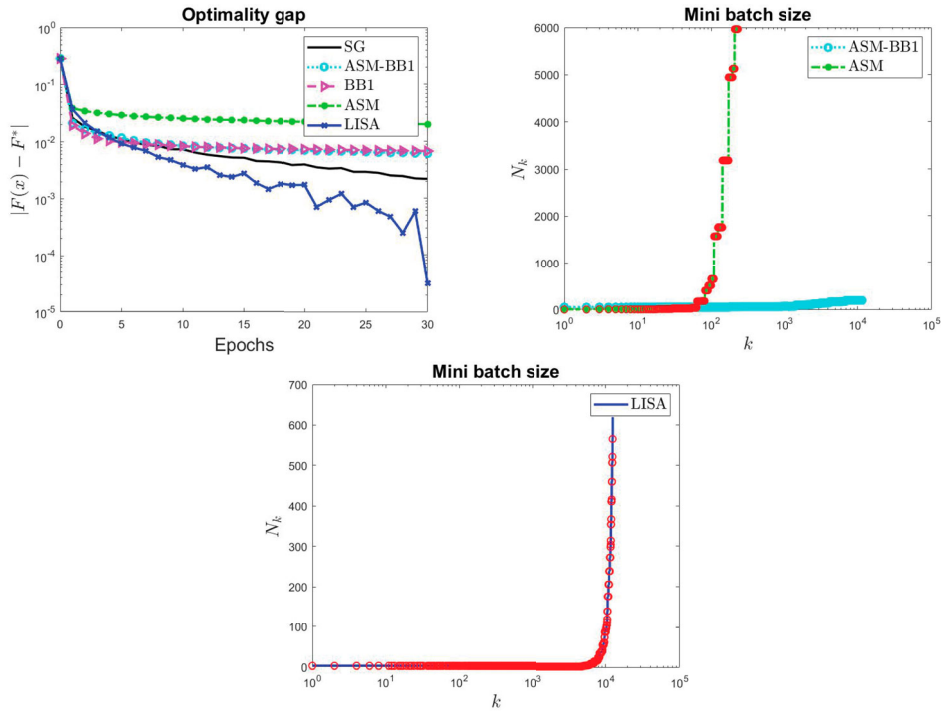 Optimality gap
10^0
10^-1
10^-2
10^-3
10^-4
10^-5
|F(x) − F*|
0 5 10 15 20 25 30
Epochs
SG
ASM-BB1
BB1
ASM
LISA
Mini batch size
6000
5000
4000
3000
2000
1000
0
N_k
10^0 10^1 10^2 10^3 10^4 10^5
k
ASM-BB1
ASM
Mini batch size
700
600
500
400
300
200
100
0
N_k
10^0 10^1 10^2 10^3 10^4 10^5
k
LISA